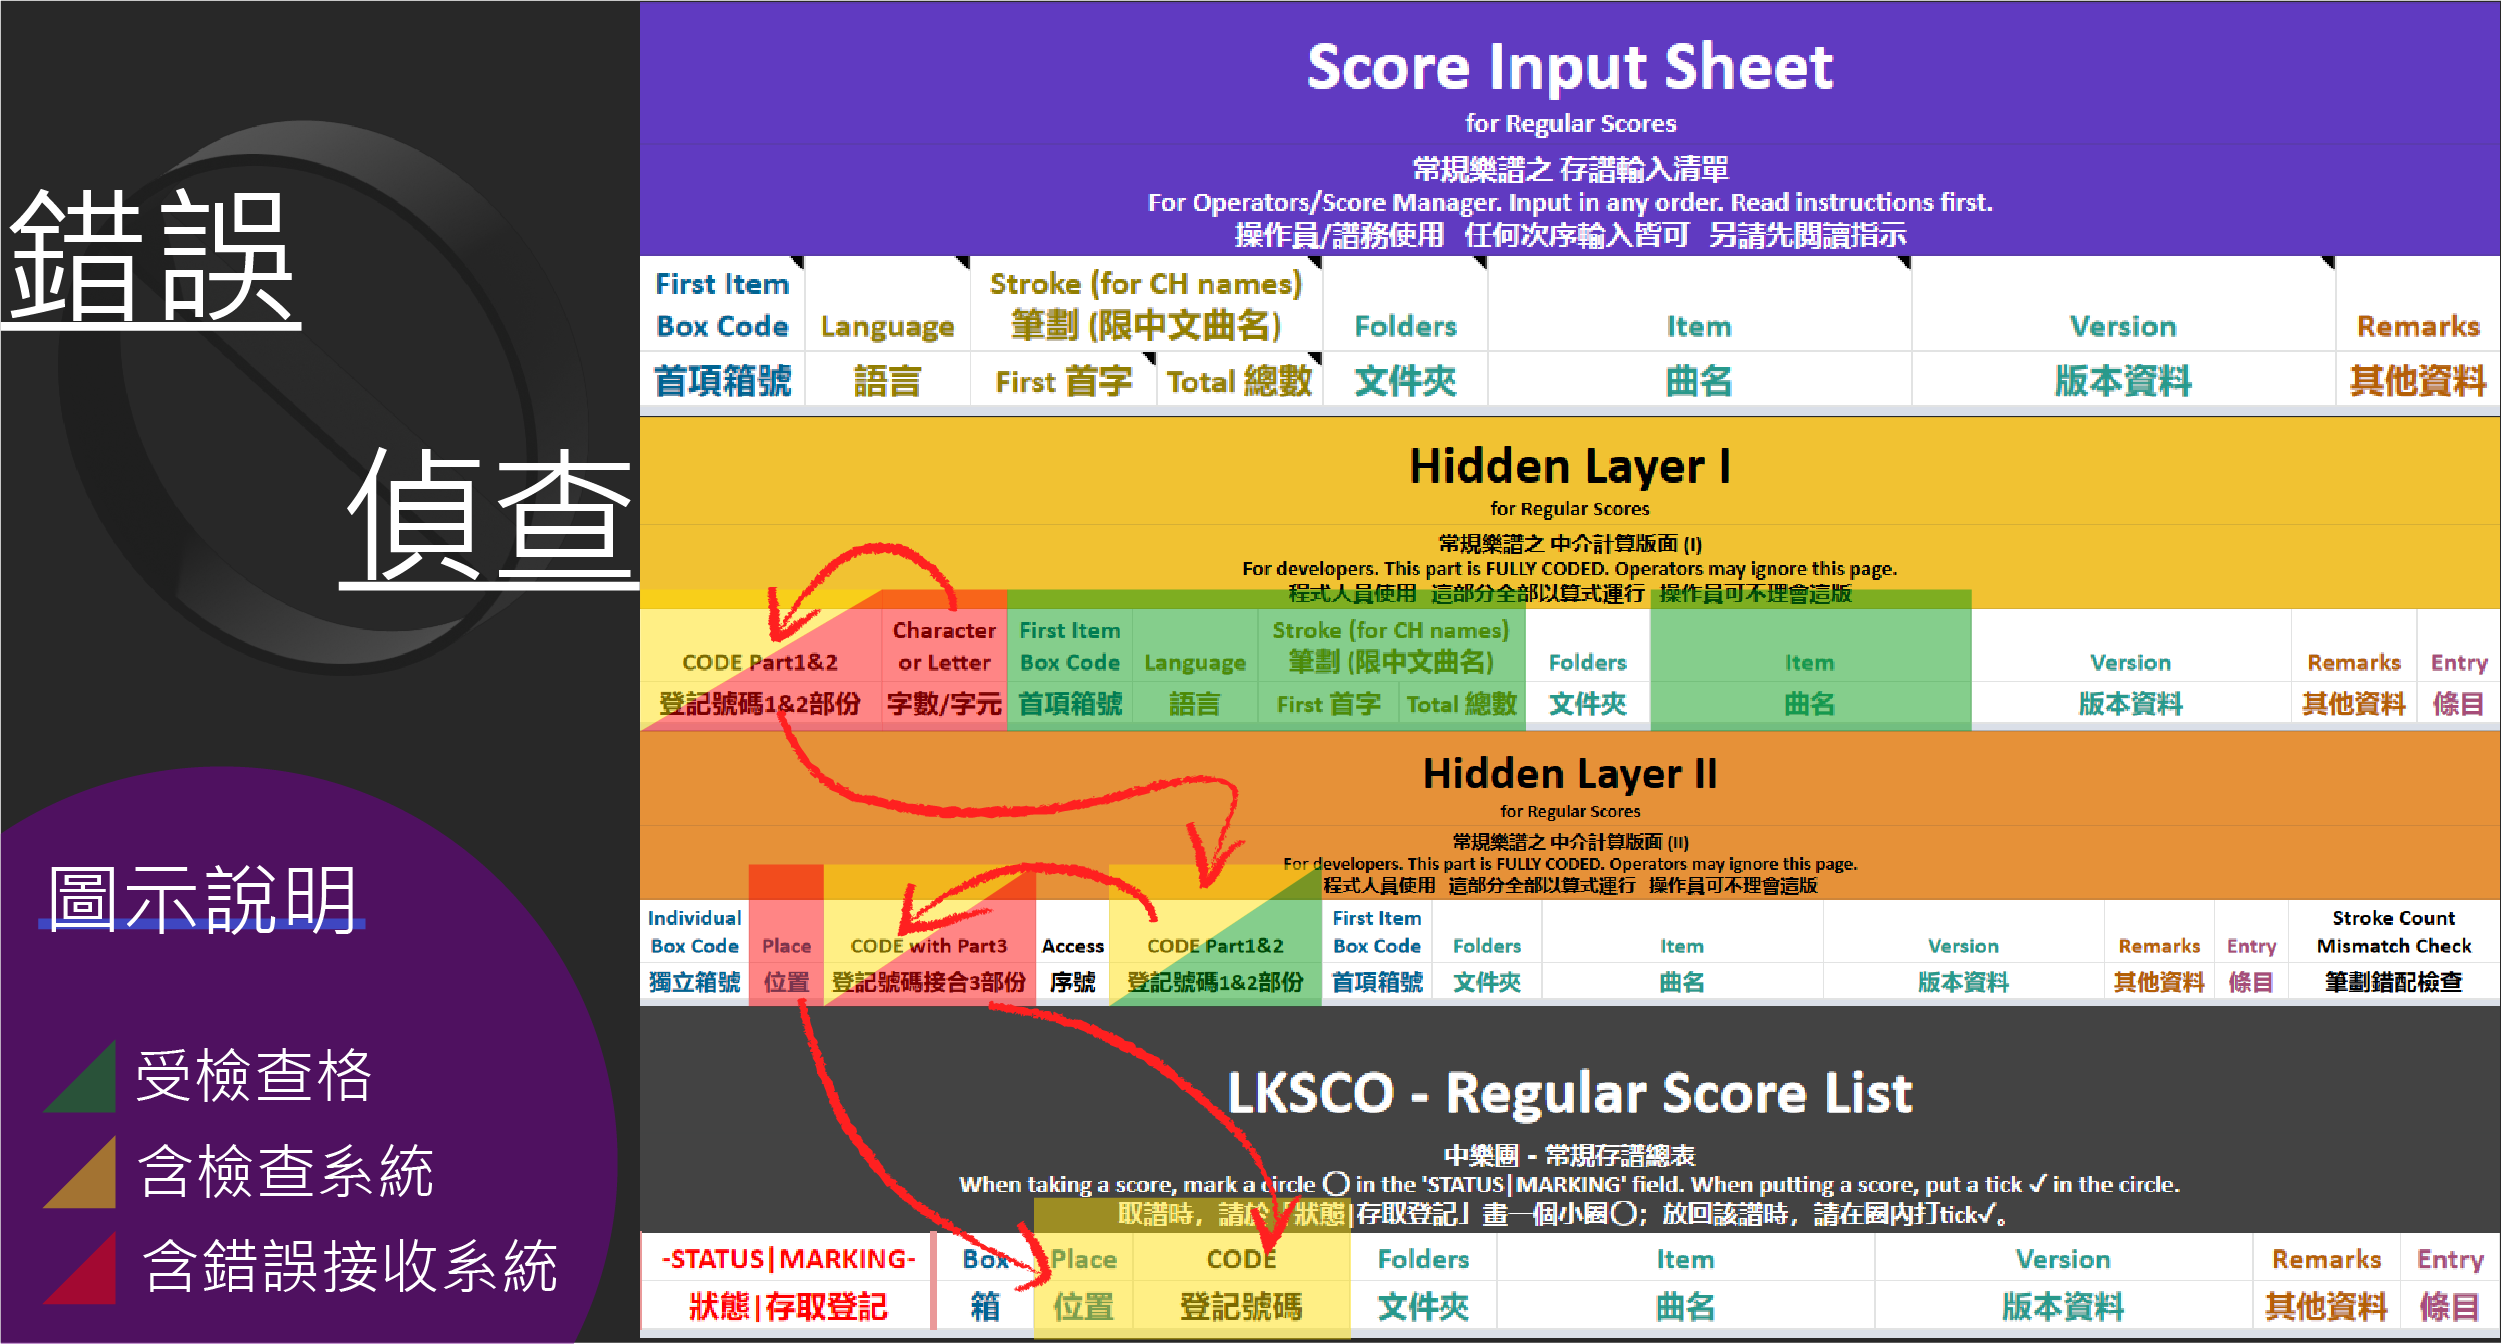 錯誤
偵查
圖示說明
受檢查格
含檢查系統
含錯誤接收系統
Score Input Sheet
for Regular Scores
常規樂譜之 存譜輸入清單
For Operators/Score Manager. Input in any order. Read instructions first.
操作員/譜務使用 任何次序輸入皆可 另請先閱讀指示
First Item Box Code
Language
Stroke (for CH names)
筆劃 (限中文曲名)
Folders
Item
Version
Remarks
首項箱號
語言
First 首字
Total 總數
文件夾
曲名
版本資料
其他資料
Hidden Layer I
for Regular Scores
常規樂譜之 中介計算版面 (I)
For developers. This part is FULLY CODED. Operators may ignore this page.
程式人員使用 這部分全部以算式運行 操作員可不理會這版
CODE Part1&2
Character or Letter
First Item Box Code
Language
Stroke (for CH names)
筆劃 (限中文曲名)
Folders
Item
Version
Remarks
Entry
登記號碼1&2部份
字數/字元
首項箱號
語言
First 首字
Total 總數
文件夾
曲名
版本資料
其他資料
條目
Hidden Layer II
for Regular Scores
常規樂譜之 中介計算版面 (II)
For developers. This part is FULLY CODED. Operators may ignore this page.
程式人員使用 這部分全部以算式運行 操作員可不理會這版
Individual Box Code
Place
CODE with Part3
Access
CODE Part1&2
First Item Box Code
Folders
Item
Version
Remarks
Entry
Stroke Count Mismatch Check
獨立箱號
位置
登記號碼接合3部份
序號
登記號碼1&2部份
首項箱號
文件夾
曲名
版本資料
其他資料
條目
筆劃錯配檢查
LKSCO - Regular Score List
中樂團 - 常規存譜總表
When taking a score, mark a circle ◯ in the 'STATUS|MARKING' field. When putting a score, put a tick ✓ in the circle.
取譜時，請於「狀態|存取登記」畫一個小圈◯；放回該譜時，請在圈內打tick✓。
-STATUS|MARKING-
Box
Place
CODE
Folders
Item
Version
Remarks
Entry
狀態|存取登記
箱
位置
登記號碼
文件夾
曲名
版本資料
其他資料
條目